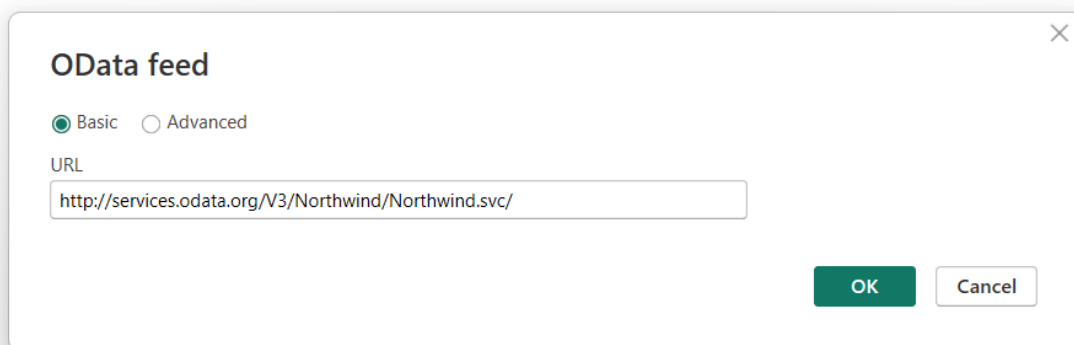 OData feed
Basic Advanced
URL
http://services.odata.org/V3/Northwind/Northwind.svc/
OK Cancel